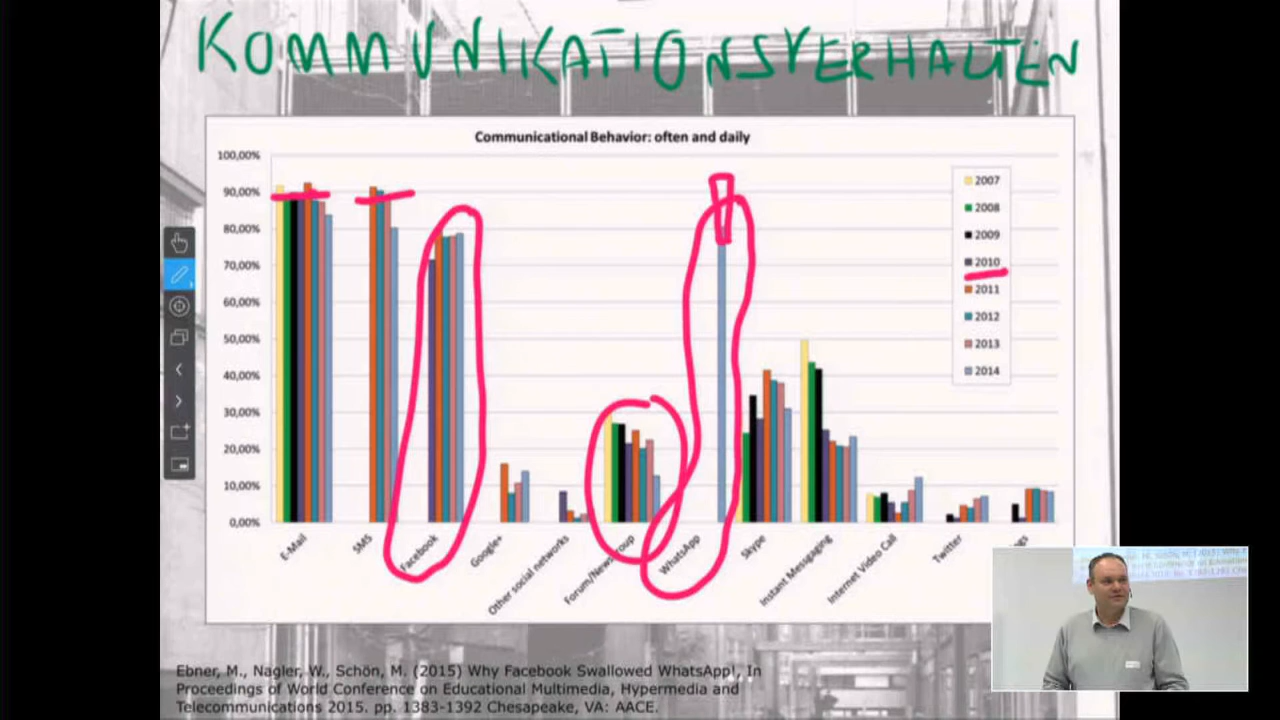 KOMMUNIKATIONSVERHALTEN
Communicational Behavior: often and daily
100,00%
90,00%
80,00%
70,00%
60,00%
50,00%
40,00%
30,00%
20,00%
10,00%
0,00%
2007
2008
2009
2010
2011
2012
2013
2014
E-Mail
SMS
Facebook
Google+
Other social networks
Forum/Newsgroup
WhatsApp
Skype
Instant Messgaging
Internet Video Call
Twitter
Ebner, M., Nagler, W., Schön, M. (2015) Why Facebook Swallowed WhatsApp!, In
Proceedings of World Conference on Educational Multimedia, Hypermedia and
Telecommunications 2015. pp. 1383-1392 Chesapeake, VA: AACE.